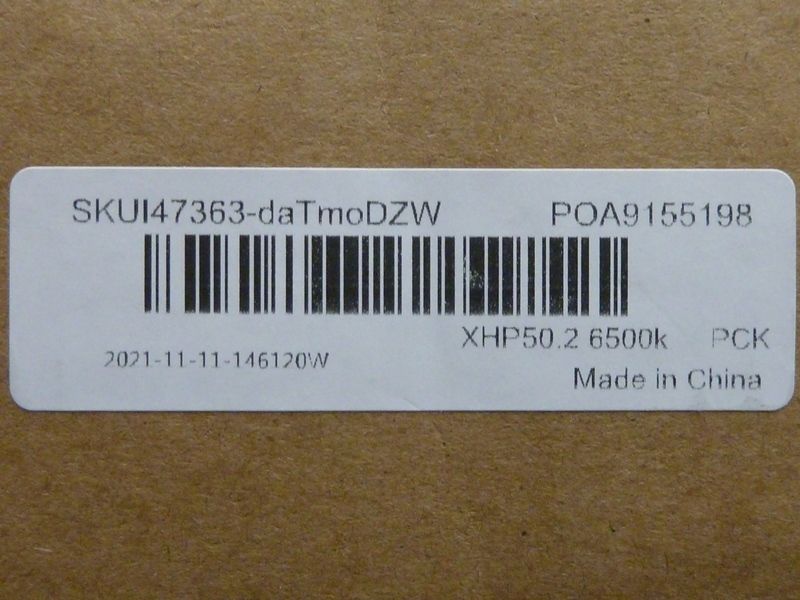 SKUI47363-daTmoDZW POA9155198
XHP50.2 6500k PCK
2021-11-11-146120W
Made in China